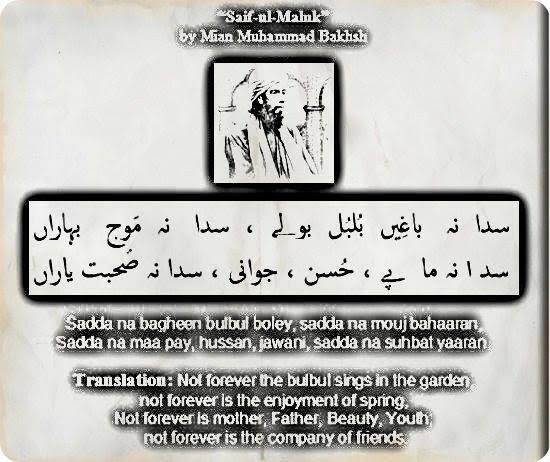 "Saif-ul-Maluk"
by Mian Muhammad Bakhsh
سدا نہ باغِیں بُلبُل بولے ، سدا نہ مَوج بہاراں
سدا نہ ما پے ، حُسن ، جوانی ، سدا نہ صُحبت یاراں
Sadda na bagheen bulbul boley, sadda na mouj bahaaran,
Sadda na maa pay, hussan, jawani, sadda na suhbat yaaran.
Translation: Not forever the bulbul sings in the garden,
not forever is the enjoyment of spring,
Not forever is mother, Father, Beauty, Youth,
not forever is the company of friends.